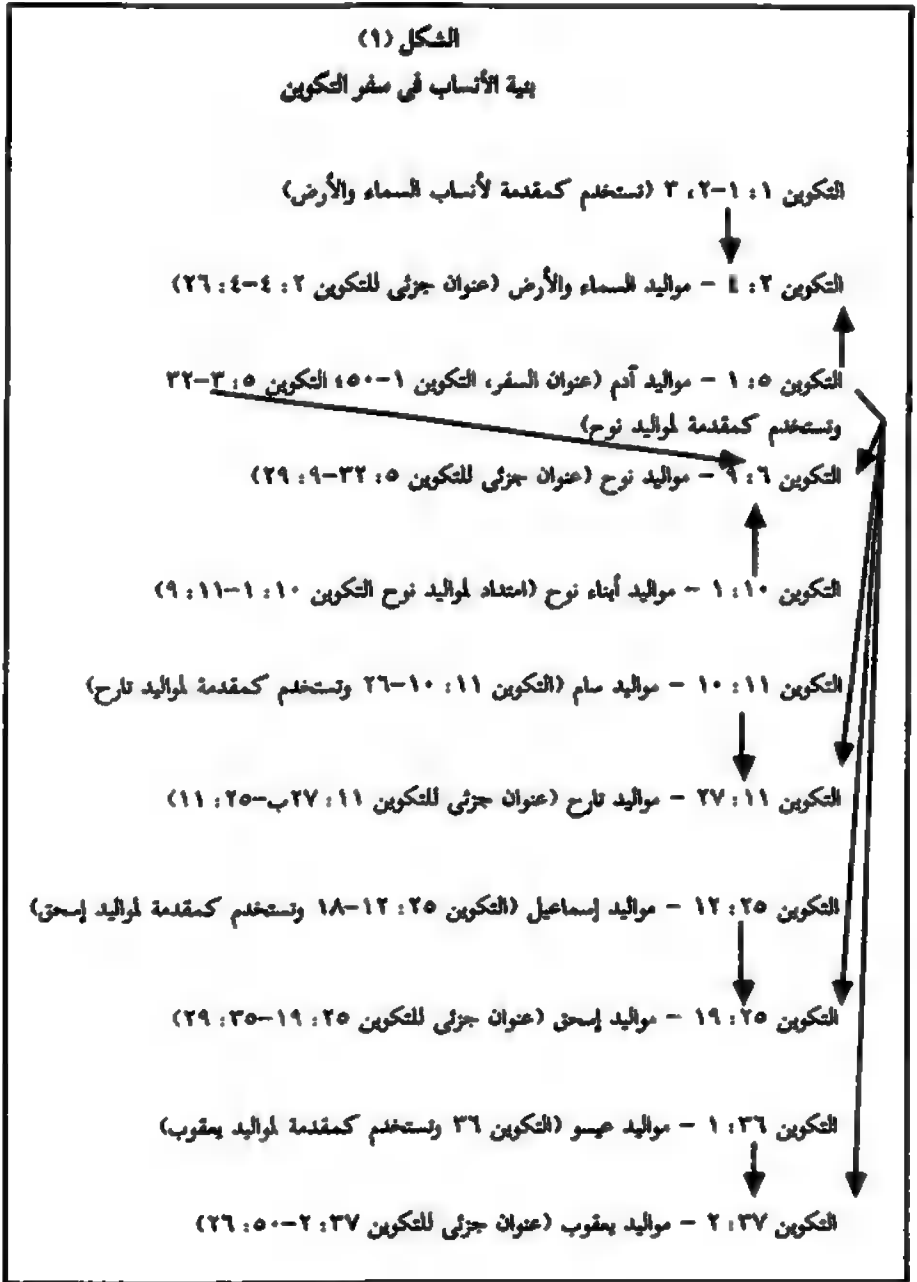 الشكل (١)
بنية الأنساب في سفر التكوين
التكوين ١ : ١-٢، ٣ (تستخدم كمقدمة لأنساب السماء والأرض)
التكوين ٢ : ٤ - مواليد السماء والأرض (عنوان جزئى للتكوين ٢ : ٤-٤ : ٢٦)
التكوين ٥ : ١ - مواليد آدم (عنوان السفر، التكوين ١-٥٠؛ التكوين ٥ : ٣-٣٢
وتستخدم كمقدمة لمواليد نوح)
التكوين ٦ : ٩ - مواليد نوح (عنوان جزئى للتكوين ٥ : ٣٢-٩ : ٢٩)
التكوين ١٠ : ١ - مواليد أبناء نوح (امتداد لمواليد نوح التكوين ١٠ : ١-١١ : ٩)
التكوين ١١ : ١٠ - مواليد سام (التكوين ١١ : ١٠-٢٦ وتستخدم كمقدمة لمواليد تارح)
التكوين ١١ : ٢٧ - مواليد تارح (عنوان جزئى للتكوين ١١ : ٢٧ب-٢٥ : ١١)
التكوين ٢٥ : ١٢ - مواليد إسماعيل (التكوين ٢٥ : ١٢-١٨ وتستخدم كمقدمة لمواليد إسحق)
التكوين ٢٥ : ١٩ - مواليد إسحق (عنوان جزئى للتكوين ٢٥ : ١٩-٣٥ : ٢٩)
التكوين ٣٦ : ١ - مواليد عيسو (التكوين ٣٦ وتستخدم كمقدمة لمواليد يعقوب)
التكوين ٣٧ : ٢ - مواليد يعقوب (عنوان جزئى للتكوين ٣٧ : ٢-٥٠ : ٢٦)